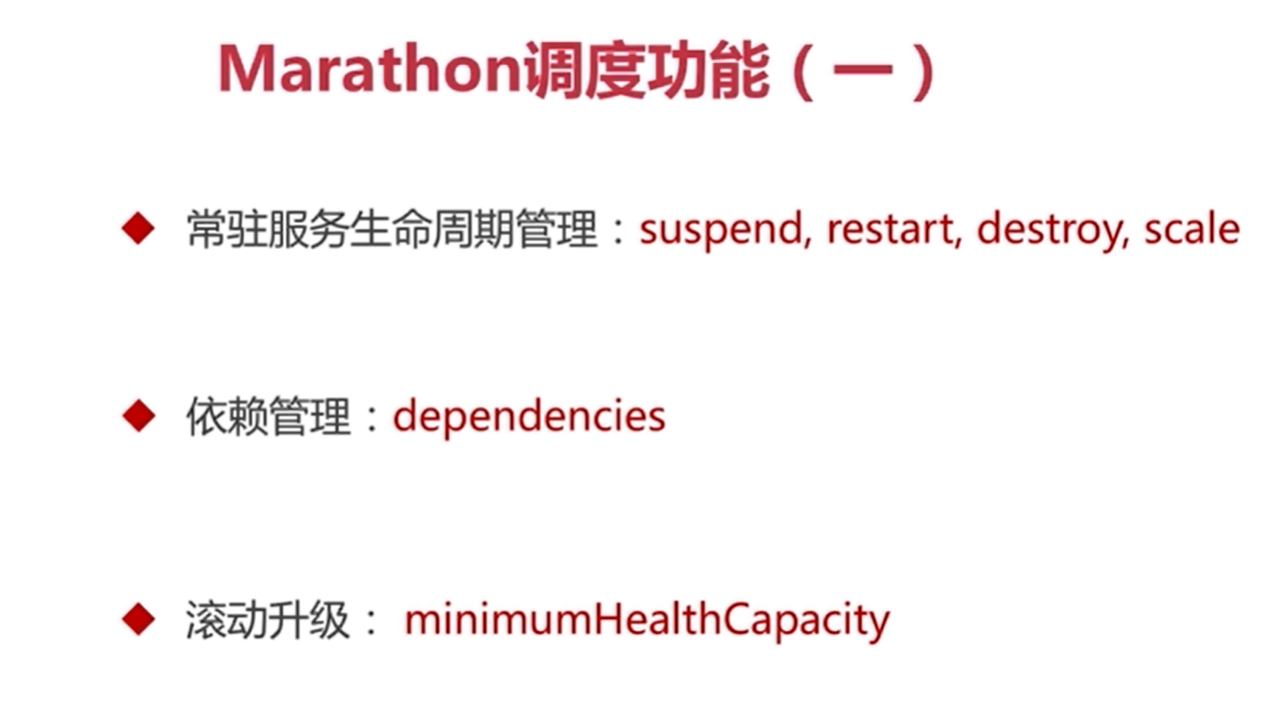 Marathon调度功能（一）
常驻服务生命周期管理：suspend, restart, destroy, scale
依赖管理：dependencies
滚动升级： minimumHealthCapacity